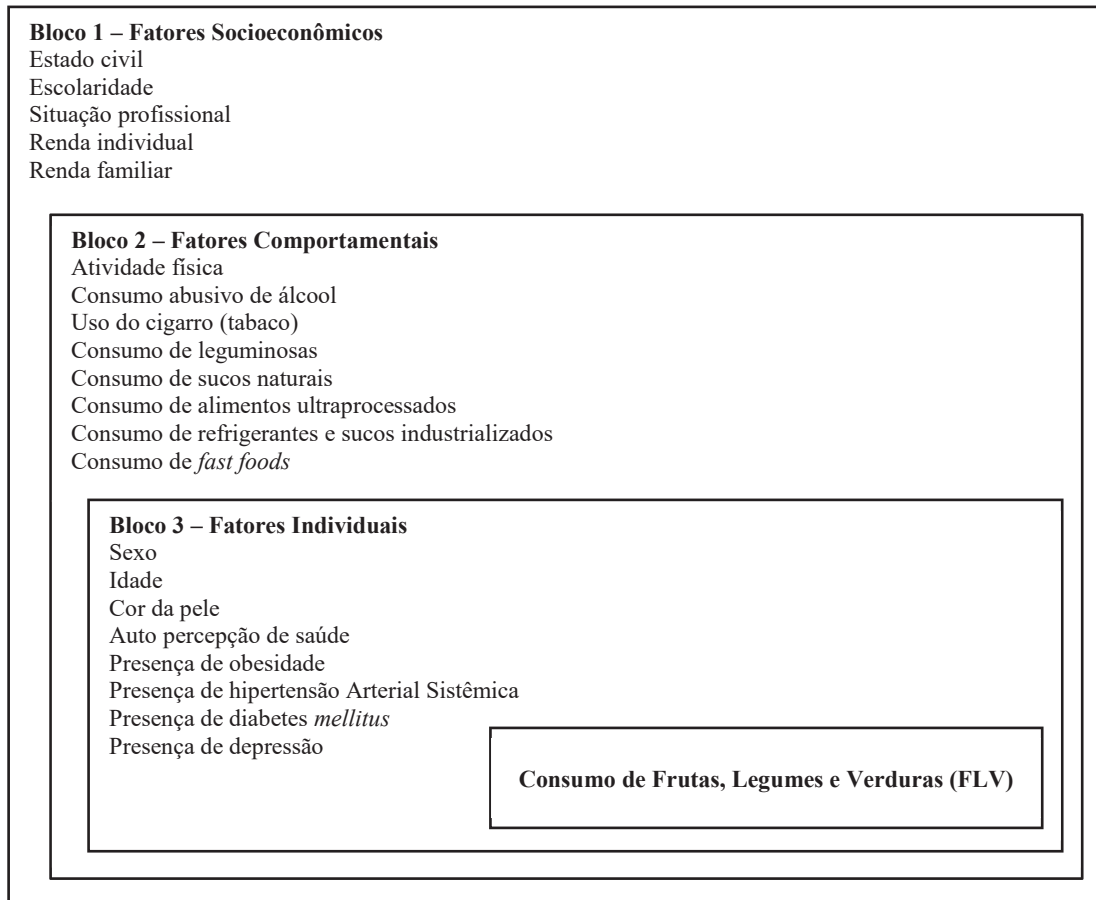 Bloco 1 – Fatores Socioeconômicos
Estado civil
Escolaridade
Situação profissional
Renda individual
Renda familiar
Bloco 2 – Fatores Comportamentais
Atividade física
Consumo abusivo de álcool
Uso do cigarro (tabaco)
Consumo de leguminosas
Consumo de sucos naturais
Consumo de alimentos ultraprocessados
Consumo de refrigerantes e sucos industrializados
Consumo de fast foods
Bloco 3 – Fatores Individuais
Sexo
Idade
Cor da pele
Auto percepção de saúde
Presença de obesidade
Presença de hipertensão Arterial Sistêmica
Presença de diabetes mellitus
Presença de depressão
Consumo de Frutas, Legumes e Verduras (FLV)